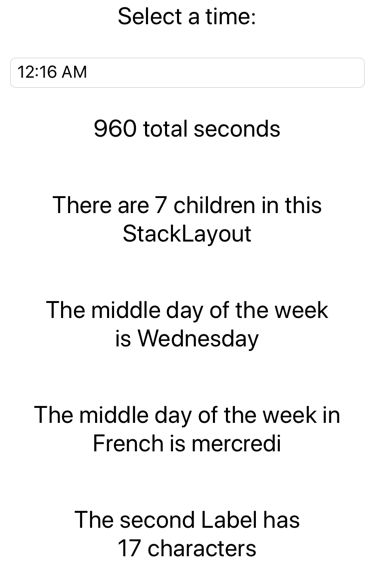 Select a time:
12:16 AM
960 total seconds
There are 7 children in this
StackLayout
The middle day of the week
is Wednesday
The middle day of the week in
French is mercredi
The second Label has
17 characters